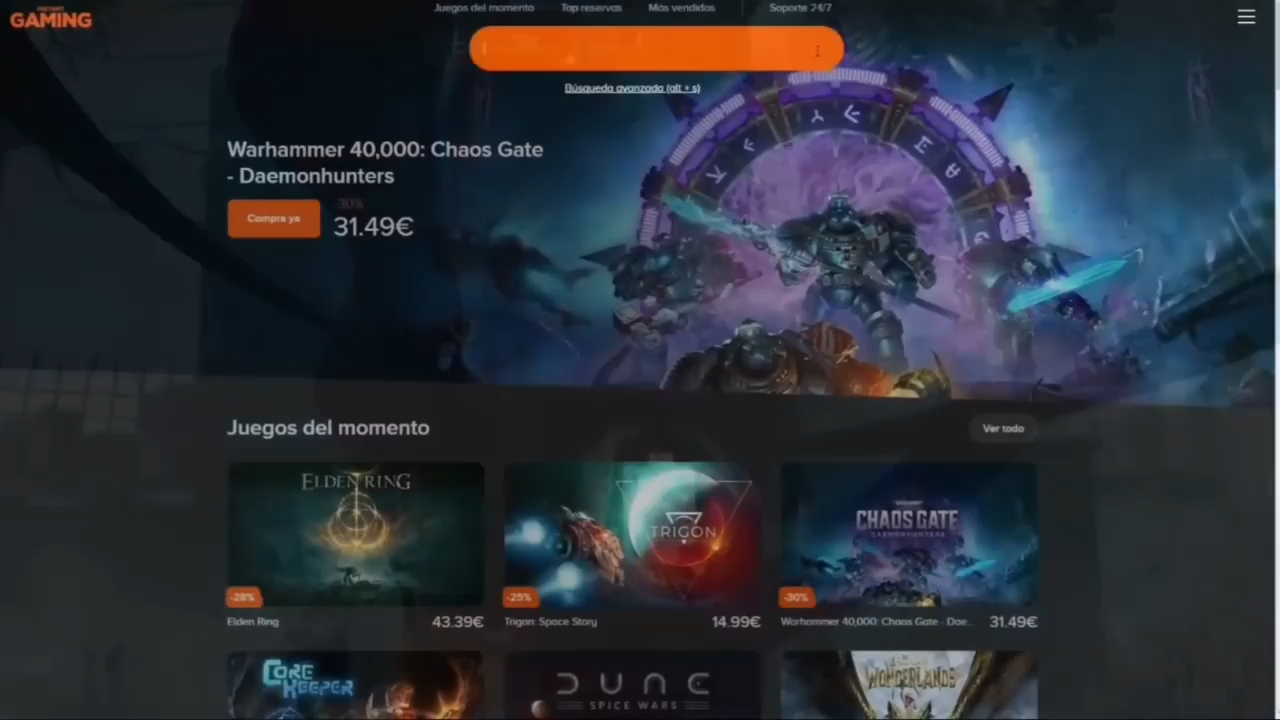 INSTANT
GAMING
Juegos del momento
Top reservas
Más vendidos
Soporte 24/7
Búsqueda avanzada (alt + s)
Warhammer 40,000: Chaos Gate
- Daemonhunters
Compra ya
-30%
31.49€
Juegos del momento
Ver todo
ELDEN RING
TRIGON
CHAOS GATE
DAEMONHUNTERS
-28%
-25%
-30%
Elden Ring
43.39€
Trigon: Space Story
14.99€
Warhammer 40,000: Chaos Gate - Dae...
31.49€
CORE
KEEPER
DUNE
SPICE WARS
WONDERLANDS